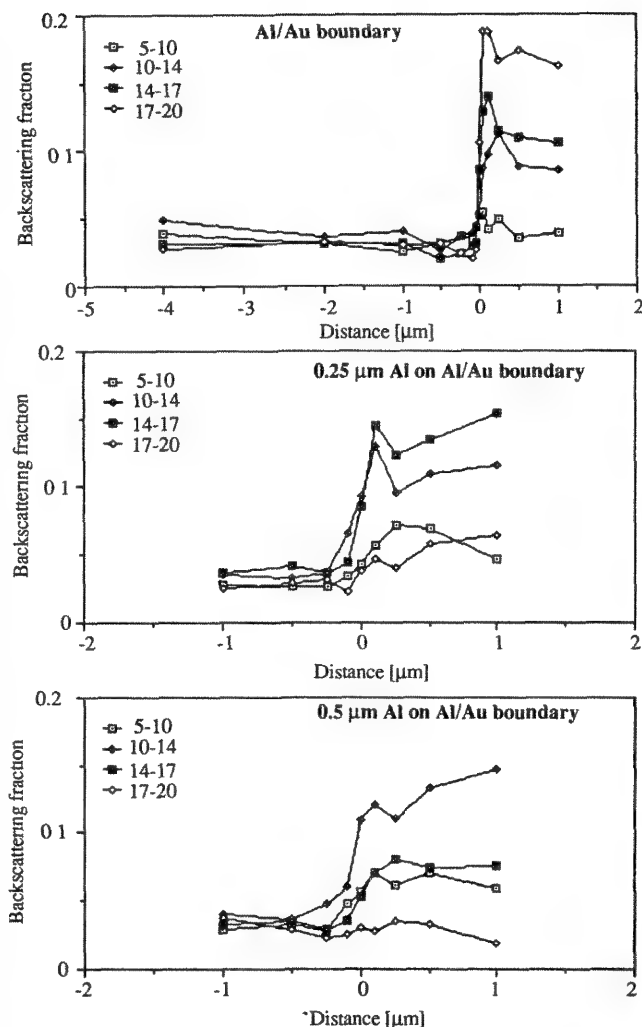 Al/Au boundary
5-10
10-14
14-17
17-20
0.2
0 1
0
Backscattering fraction
-5 -4 -3 -2 -1 0 1 2
Distance [μm]
0.25 μm Al on Al/Au boundary
5-10
10-14
14-17
17-20
0.2
0 1
0
Backscattering fraction
-2 -1 0 1 2
Distance [μm]
0.5 μm Al on Al/Au boundary
5-10
10-14
14-17
17-20
0.2
0 1
0
Backscattering fraction
-2 -1 0 1 2
Distance [μm]